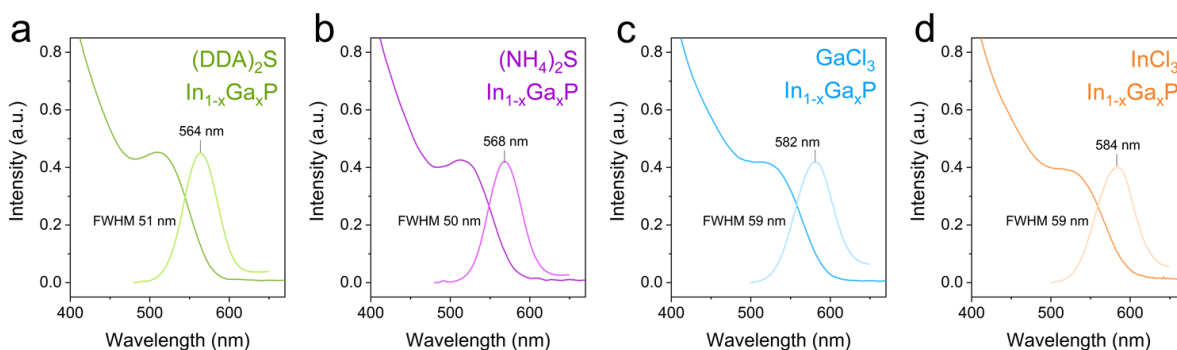 a
(DDA)₂S
In₁₋ₓGaₓP
564 nm
FWHM 51 nm
Intensity (a.u.)
0.8
0.6
0.4
0.2
0.0
400 500 600
Wavelength (nm)
b
(NH₄)₂S
In₁₋ₓGaₓP
568 nm
FWHM 50 nm
Intensity (a.u.)
0.8
0.6
0.4
0.2
0.0
400 500 600
Wavelength (nm)
c
GaCl₃
In₁₋ₓGaₓP
582 nm
FWHM 59 nm
Intensity (a.u.)
0.8
0.6
0.4
0.2
0.0
400 500 600
Wavelength (nm)
d
InCl₃
In₁₋ₓGaₓP
584 nm
FWHM 59 nm
Intensity (a.u.)
0.8
0.6
0.4
0.2
0.0
400 500 600
Wavelength (nm)